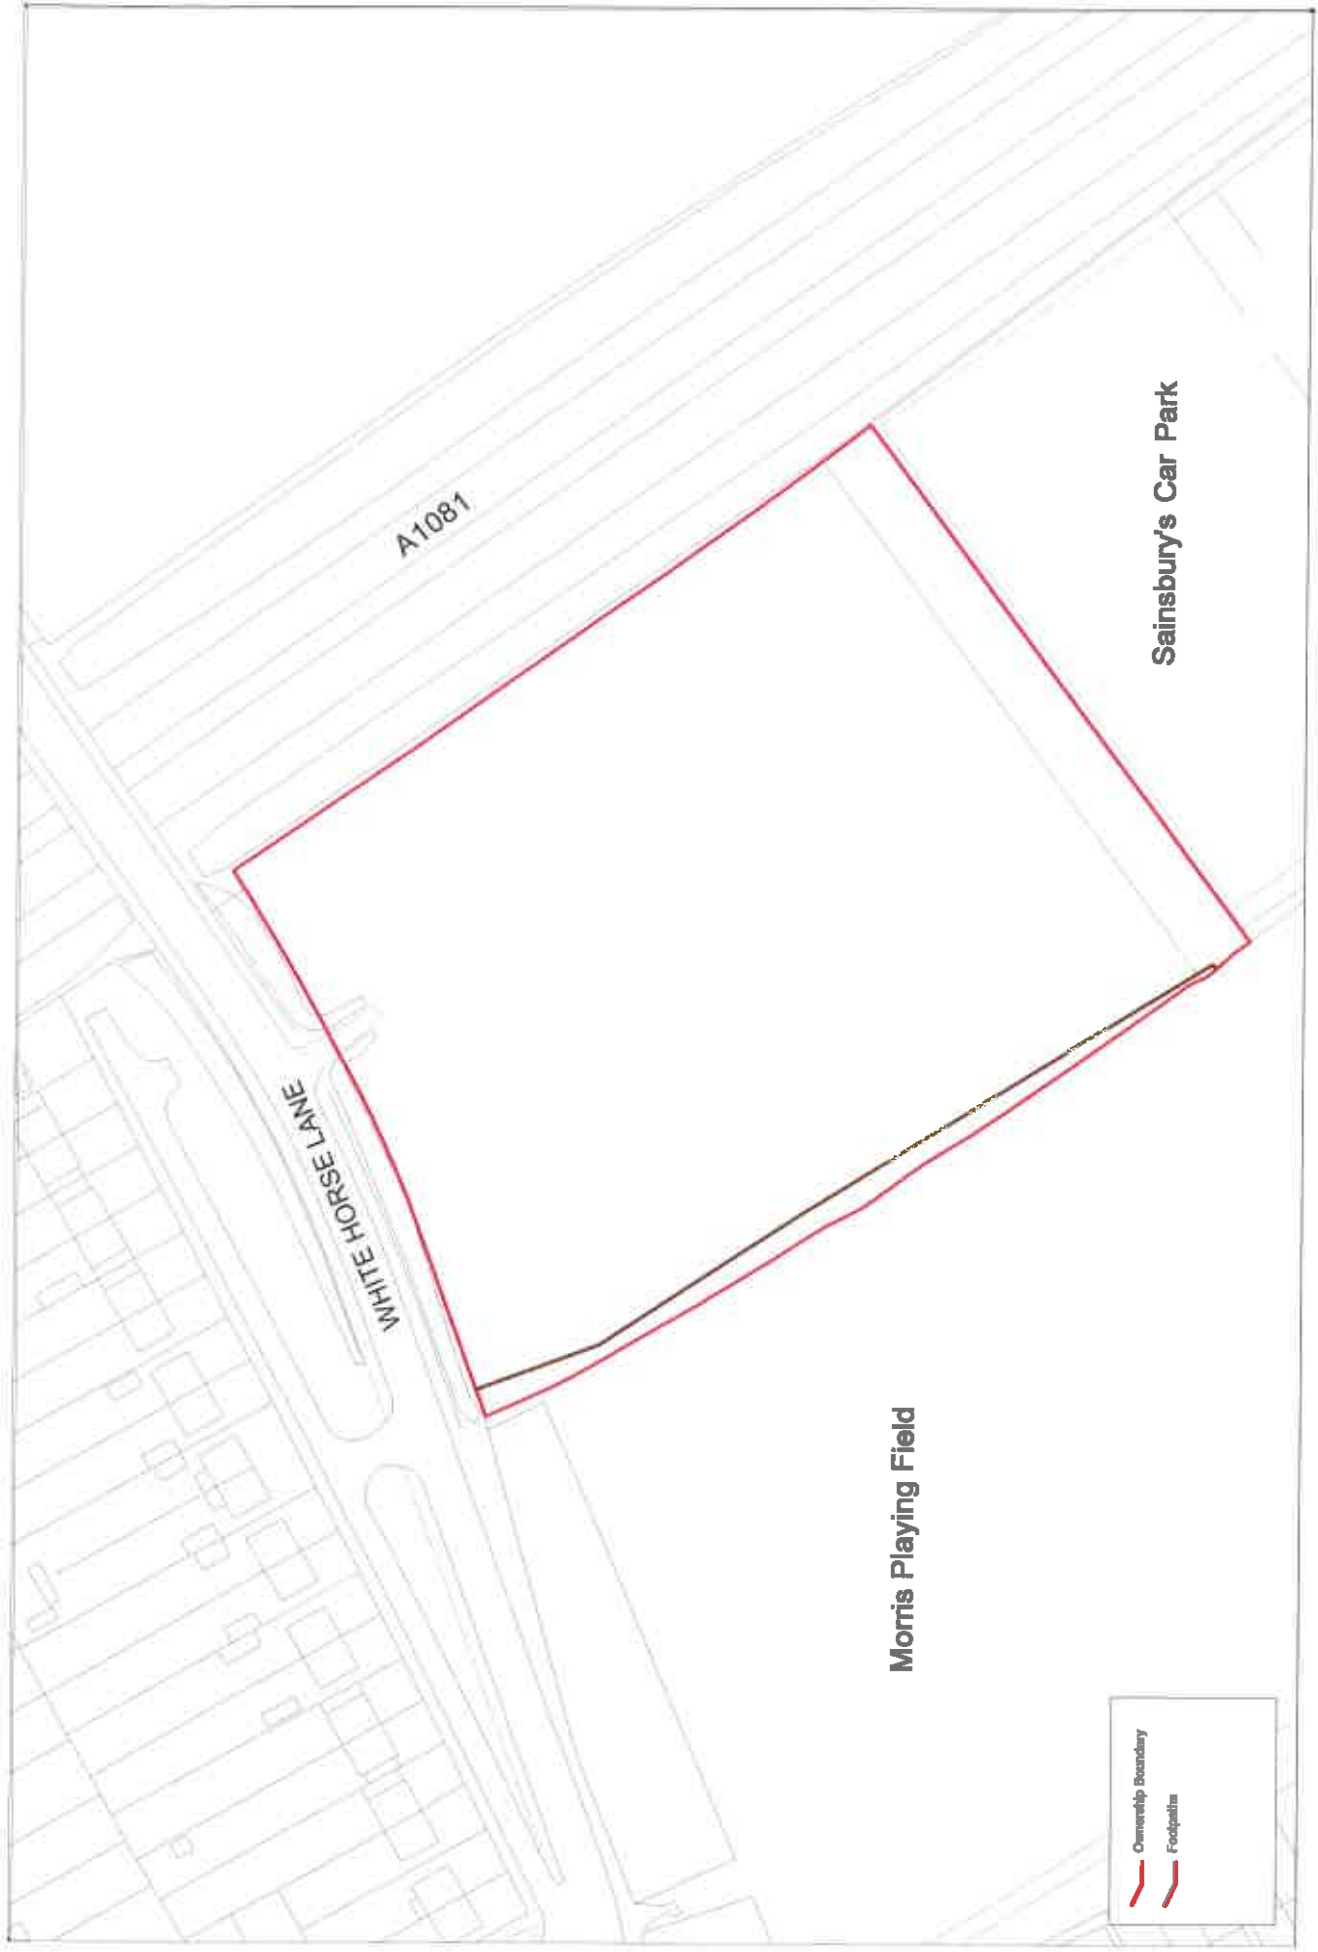 A1081
WHITE HORSE LANE
Sainsbury's Car Park
Morris Playing Field
Ownership Boundary
Footpaths